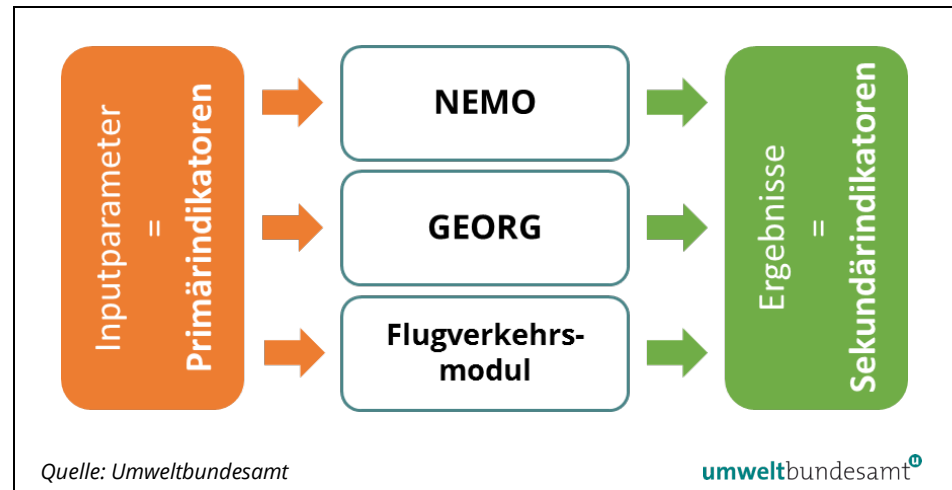 Inputparameter
=
Primärindikatoren
NEMO
GEORG
Flugverkehrs-
modul
Ergebnisse
=
Sekundärindikatoren
Quelle: Umweltbundesamt
umweltbundesamt u